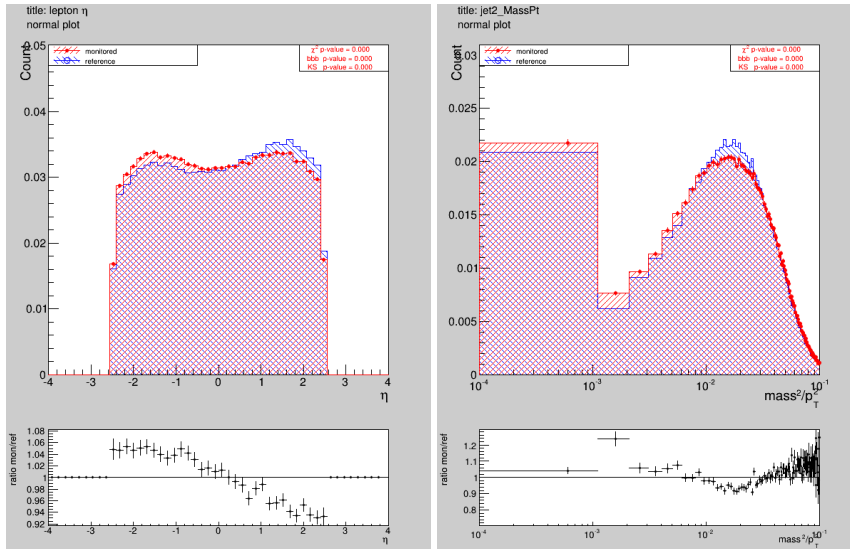 title: lepton η
normal plot
Count
0.05
0.04
0.03
0.02
0.01
0
monitored
reference
χ² p-value = 0.000
bbb p-value = 0.000
KS p-value = 0.000
-4 -3 -2 -1 0 1 2 3 4
η
ratio mon/ref
1.08
1.06
1.04
1.02
1
0.98
0.96
0.94
0.92
-4 -3 -2 -1 0 1 2 3 4
η
title: jet2_MassPt
normal plot
Count
0.03
0.025
0.02
0.015
0.01
0.005
0
monitored
reference
χ² p-value = 0.000
bbb p-value = 0.000
KS p-value = 0.000
10⁻⁴ 10⁻³ 10⁻² 10⁻¹
mass²/p_T²
ratio mon/ref
1.2
1.1
1
0.9
0.8
10⁻⁴ 10⁻³ 10⁻² 10⁻¹
mass²/p_T²